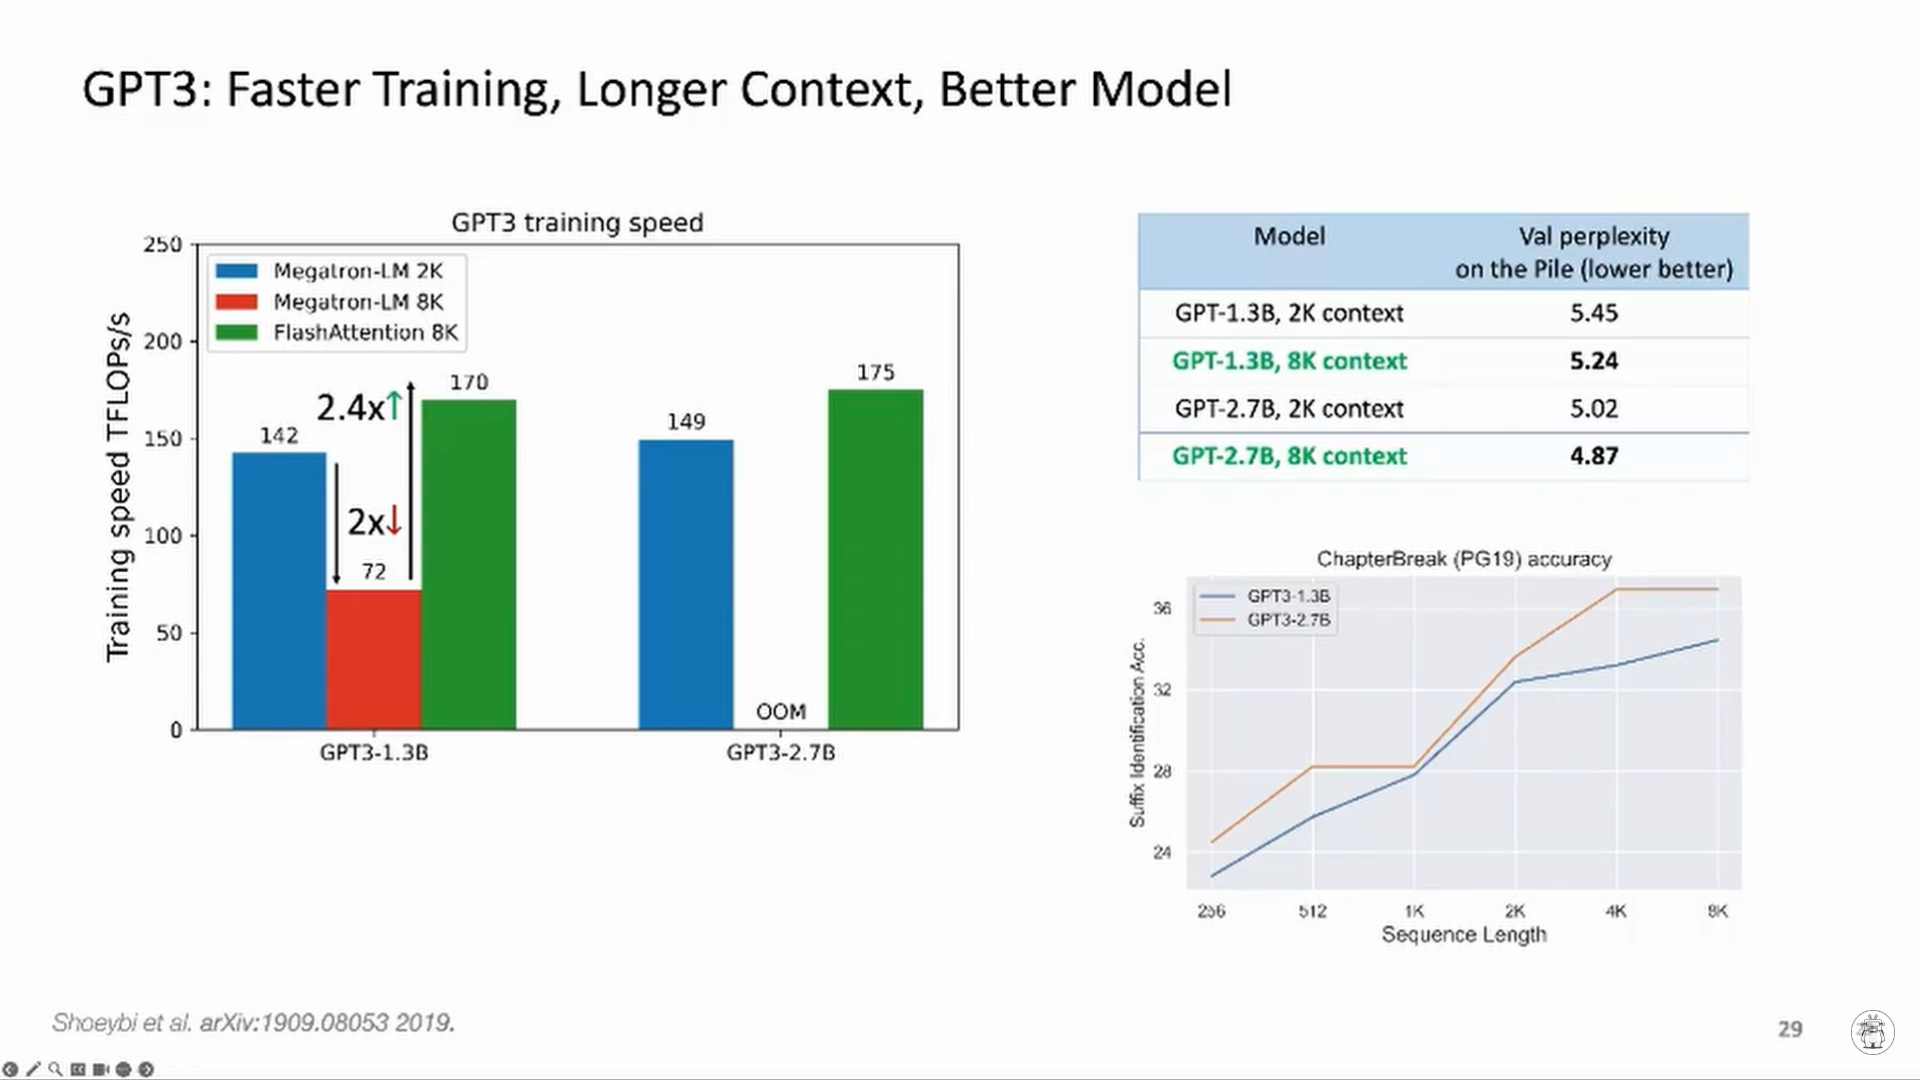 GPT3: Faster Training, Longer Context, Better Model
GPT3 training speed
Training speed TFLOPs/s
250
200
150
100
50
0
Megatron-LM 2K
Megatron-LM 8K
FlashAttention 8K
142
2x↓
72
2.4x↑
170
149
OOM
175
GPT3-1.3B
GPT3-2.7B
Model Val perplexity
on the Pile (lower better)
GPT-1.3B, 2K context 5.45
GPT-1.3B, 8K context 5.24
GPT-2.7B, 2K context 5.02
GPT-2.7B, 8K context 4.87
ChapterBreak (PG19) accuracy
Suffix Identification Acc.
36
32
28
24
GPT3-1.3B
GPT3-2.7B
256 512 1K 2K 4K 8K
Sequence Length
Shoeybi et al. arXiv:1909.08053 2019.
29